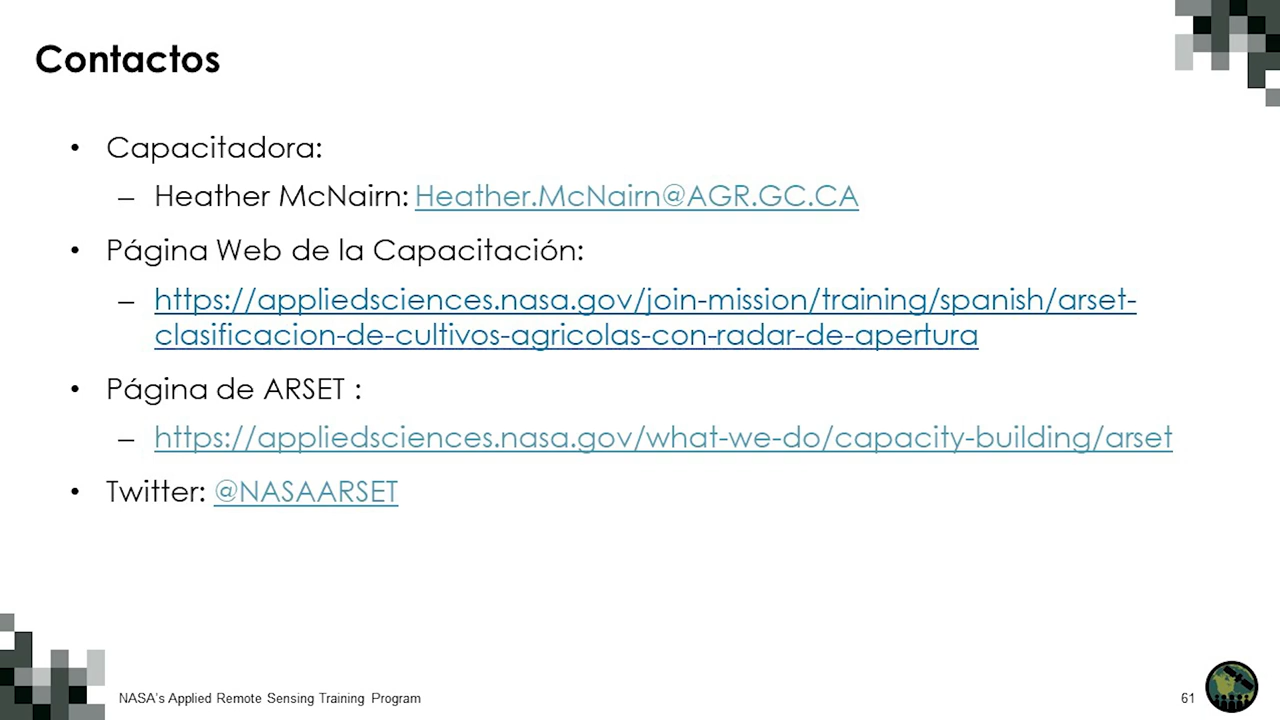 Contactos
• Capacitadora:
– Heather McNairn: Heather.McNairn@AGR.GC.CA
• Página Web de la Capacitación:
– https://appliedsciences.nasa.gov/join-mission/training/spanish/arset-
clasificacion-de-cultivos-agricolas-con-radar-de-apertura
• Página de ARSET :
– https://appliedsciences.nasa.gov/what-we-do/capacity-building/arset
• Twitter: @NASAARSET
NASA's Applied Remote Sensing Training Program
61